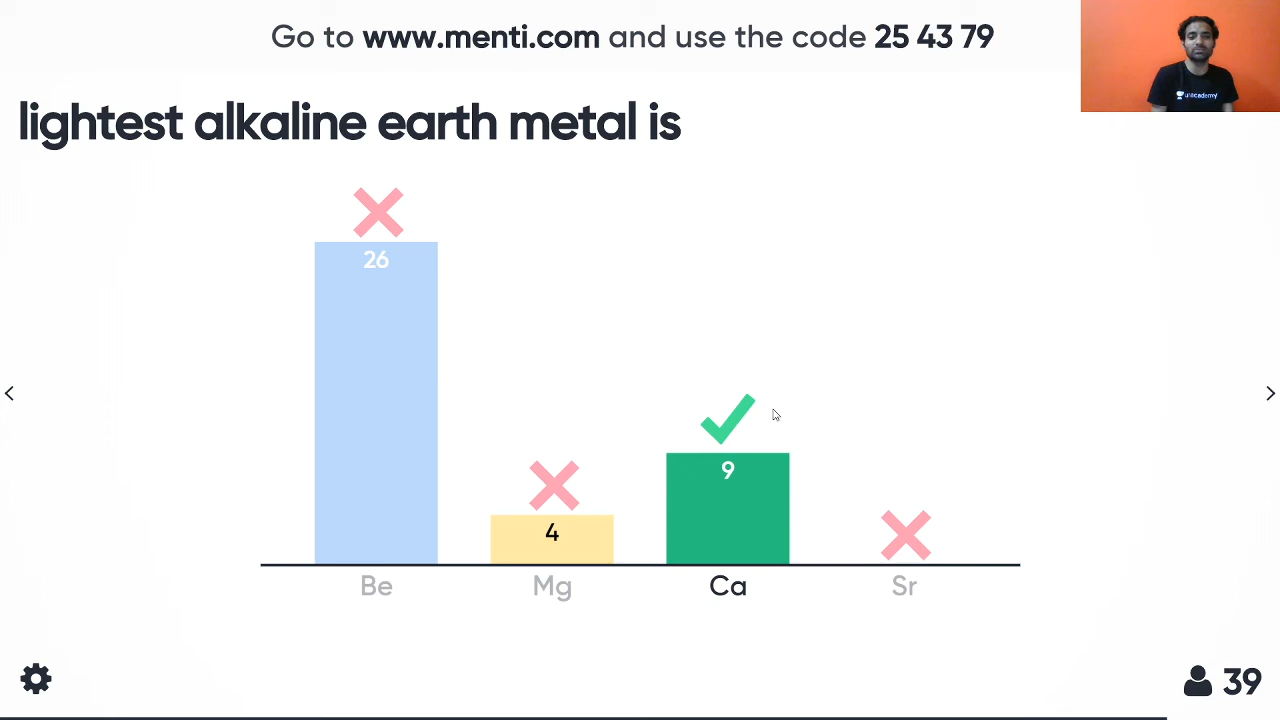 Go to www.menti.com and use the code 25 43 79
unacademy
lightest alkaline earth metal is
26
4
9
Be Mg Ca Sr
39